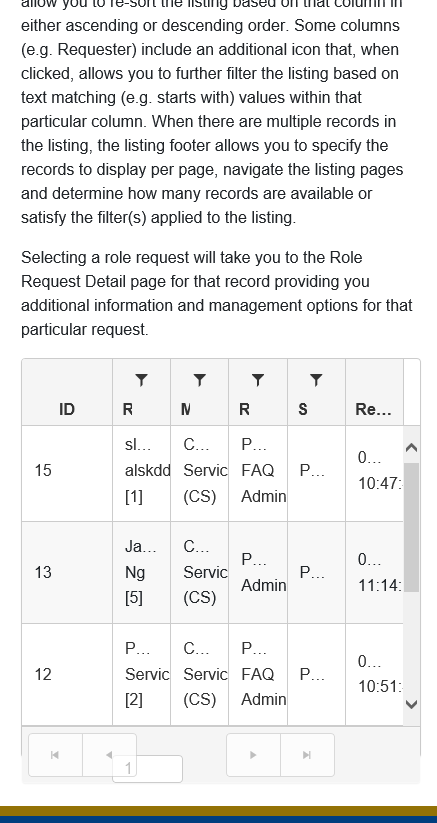 allow you to re-sort the listing based on that column in
either ascending or descending order. Some columns
(e.g. Requester) include an additional icon that, when
clicked, allows you to further filter the listing based on
text matching (e.g. starts with) values within that
particular column. When there are multiple records in
the listing, the listing footer allows you to specify the
records to display per page, navigate the listing pages
and determine how many records are available or
satisfy the filter(s) applied to the listing.
Selecting a role request will take you to the Role
Request Detail page for that record providing you
additional information and management options for that
particular request.
ID R M R S Re...
sl... C... P...
15 alskdd Servic FAQ P... 0...
[1] (CS) Admin 10:47:
Ja... C... P...
13 Ng Servic Admin P... 0...
[5] (CS) 11:14:
P... C... P...
12 Servic Servic FAQ P... 0...
[2] (CS) Admin 10:51:
1